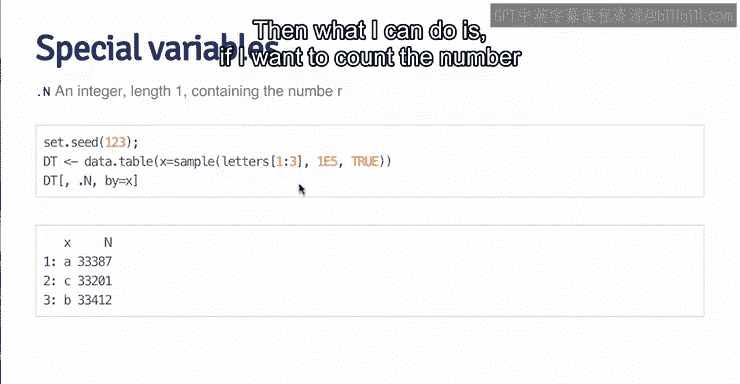 GPT中英字幕课程资源@bilibili.com
Special variables
Then what I can do is,
if I want to count the number
.N An integer, length 1, containing the numbe r
set.seed(123);
DT <- data.table(x=sample(letters[1:3], 1E5, TRUE))
DT[, .N, by=x]
x N
1: a 33387
2: c 33201
3: b 33412